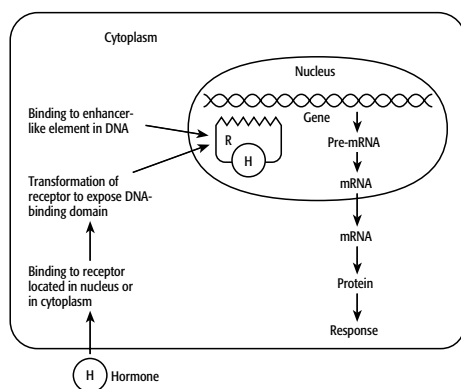 Cytoplasm
Nucleus
Gene
Binding to enhancer-
like element in DNA
R
H
Pre-mRNA
Transformation of
receptor to expose DNA-
binding domain
mRNA
mRNA
Binding to receptor
located in nucleus or
in cytoplasm
Protein
Response
H Hormone